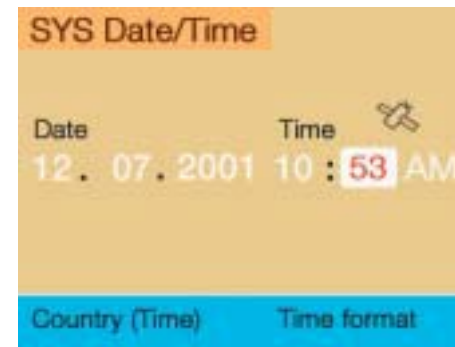 SYS Date/Time
Date Time
12. 07. 2001 10 : 53 AM
Country (Time) Time format